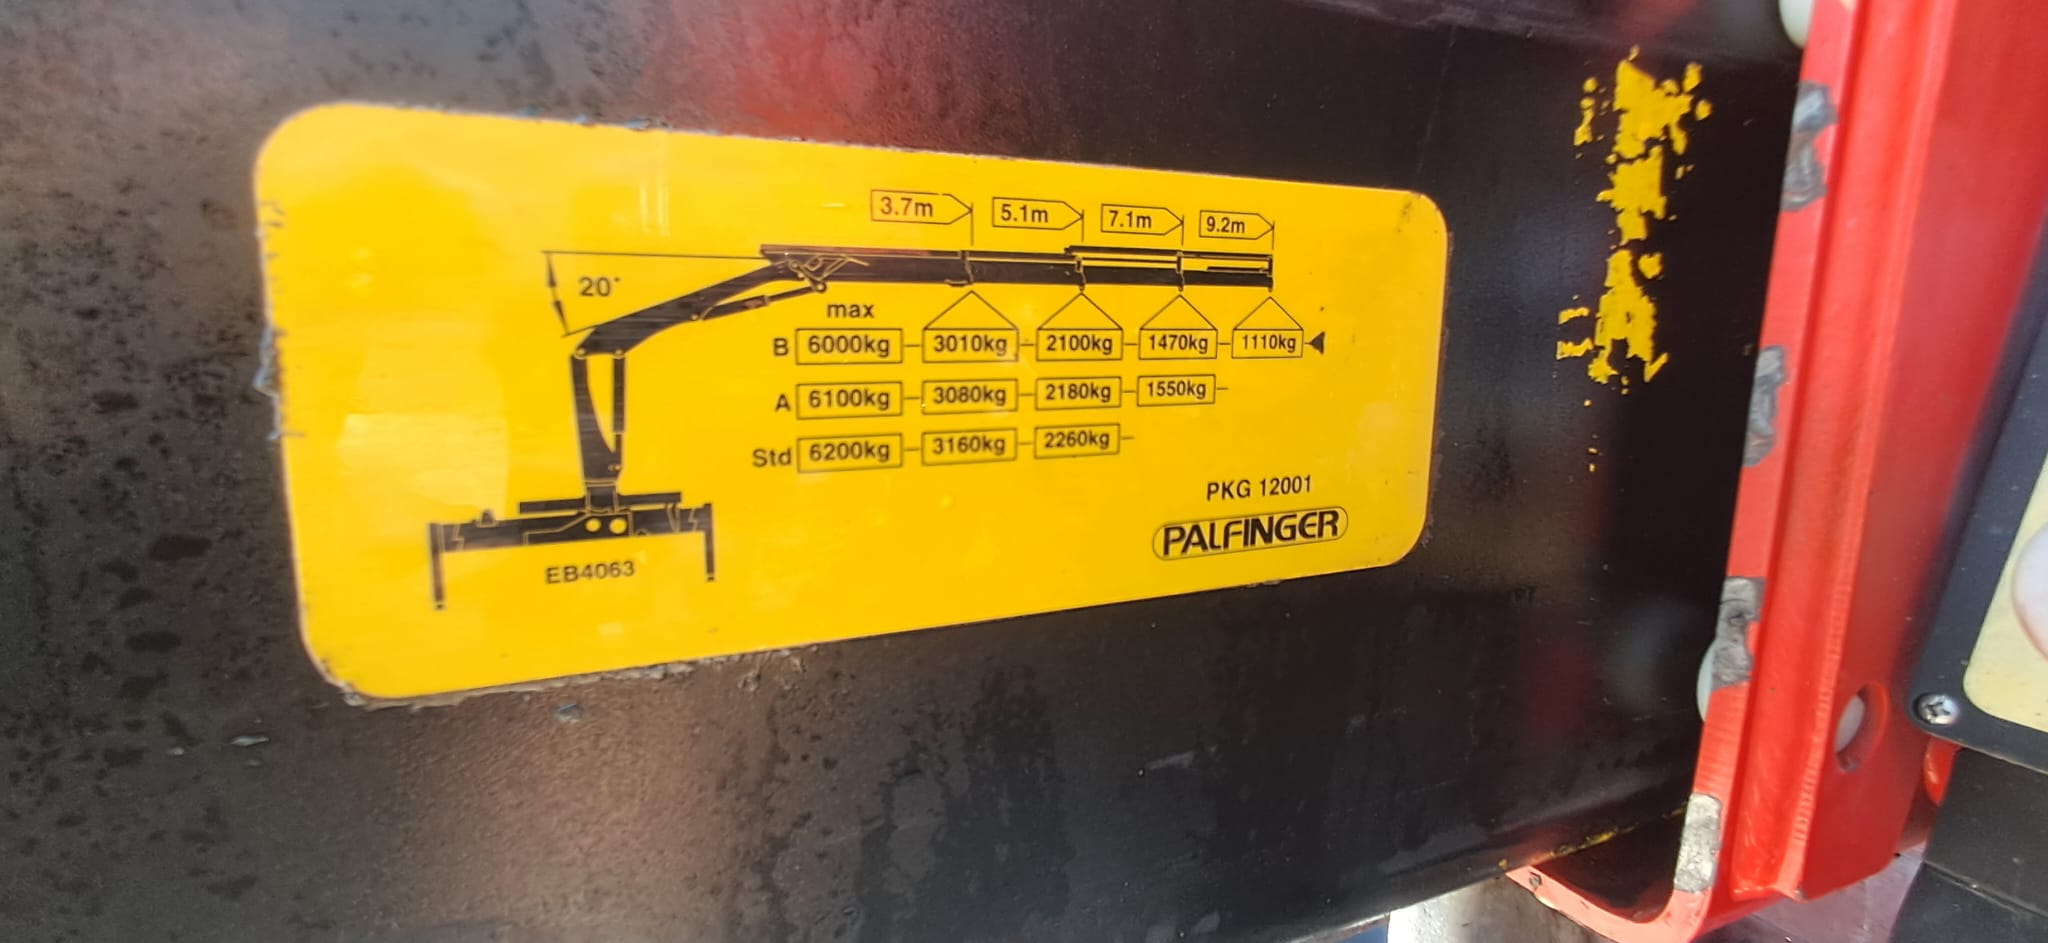 3.7m 5.1m 7.1m 9.2m
20°
max
B 6000kg 3010kg 2100kg 1470kg 1110kg
A 6100kg 3080kg 2180kg 1550kg
Std 6200kg 3160kg 2260kg
PKG 12001
PALFINGER
EB4063